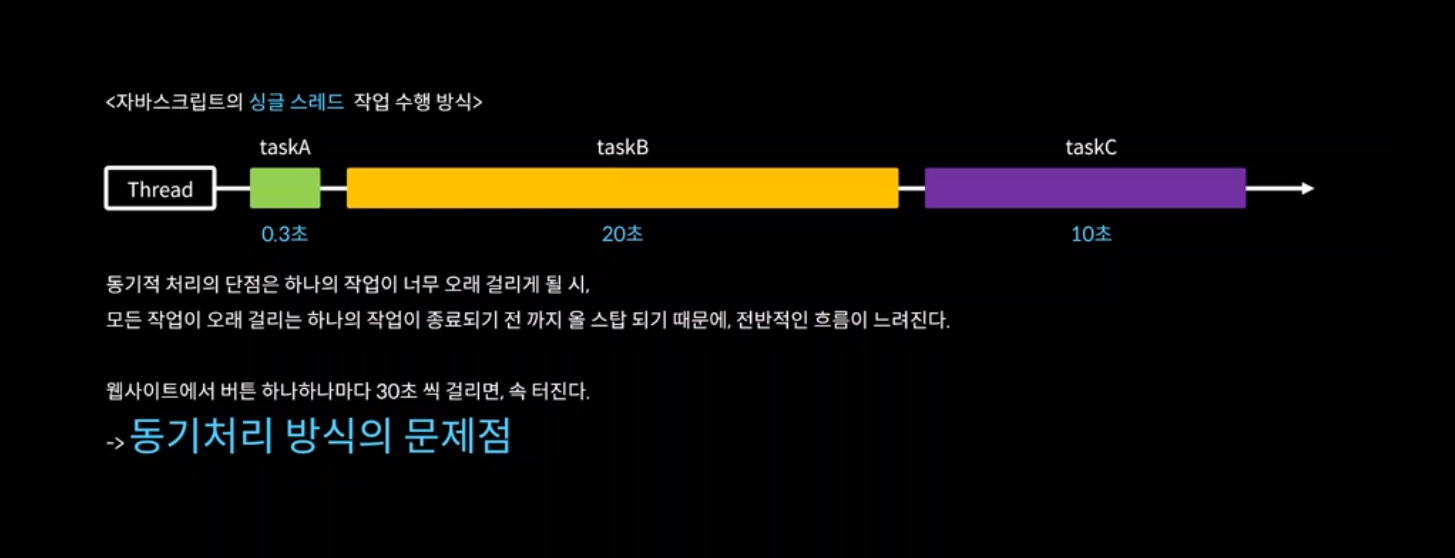 <자바스크립트의 싱글 스레드 작업 수행 방식>
taskA taskB taskC
Thread
0.3초 20초 10초
동기적 처리의 단점은 하나의 작업이 너무 오래 걸리게 될 시,
모든 작업이 오래 걸리는 하나의 작업이 종료되기 전 까지 올 스탑 되기 때문에, 전반적인 흐름이 느려진다.
웹사이트에서 버튼 하나하나마다 30초 씩 걸리면, 속 터진다.
-> 동기처리 방식의 문제점